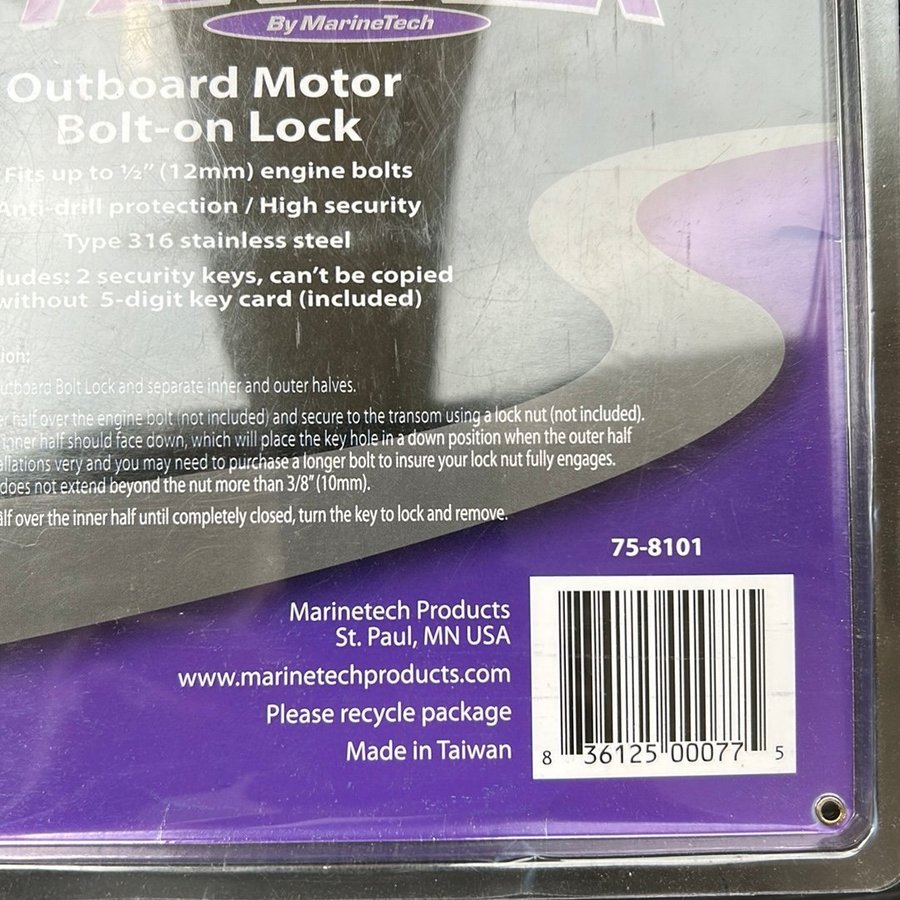 By MarineTech
Outboard Motor
Bolt-on Lock
Fits up to ½" (12mm) engine bolts
Anti-drill protection / High security
Type 316 stainless steel
ludes: 2 security keys, can't be copied
without 5-digit key card (included)
ion:
utboard Bolt Lock and separate inner and outer halves.
er half over the engine bolt (not included) and secure to the transom using a lock nut (not included).
inner half should face down, which will place the key hole in a down position when the outer half
allations very and you may need to purchase a longer bolt to insure your lock nut fully engages.
does not extend beyond the nut more than 3/8" (10mm).
alf over the inner half until completely closed, turn the key to lock and remove.
75-8101
Marinetech Products
St. Paul, MN USA
www.marinetechproducts.com
Please recycle package
Made in Taiwan
8 36125 00077 5